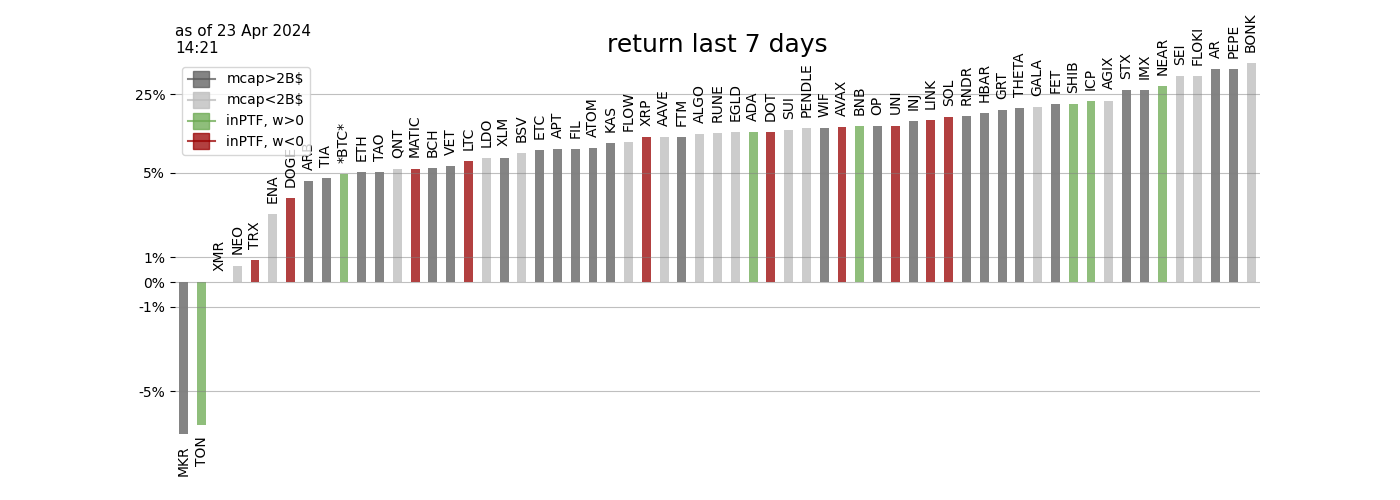 as of 23 Apr 2024
14:21
return last 7 days
mcap>2B$
mcap<2B$
inPTF, w>0
inPTF, w<0
25%
5%
1%
0%
-1%
-5%
MKR
TON
XMR
NEO
TRX
ENA
DOGE
ARB
TIA
*BTC*
ETH
TAO
QNT
MATIC
BCH
VET
LTC
LDO
XLM
BSV
ETC
APT
FIL
ATOM
KAS
FLOW
XRP
AAVE
FTM
ALGO
RUNE
EGLD
ADA
DOT
SUI
PENDLE
WIF
AVAX
BNB
OP
UNI
INJ
LINK
SOL
RNDR
HBAR
GRT
THETA
GALA
FET
SHIB
ICP
AGIX
STX
IMX
NEAR
SEI
FLOKI
AR
PEPE
BONK